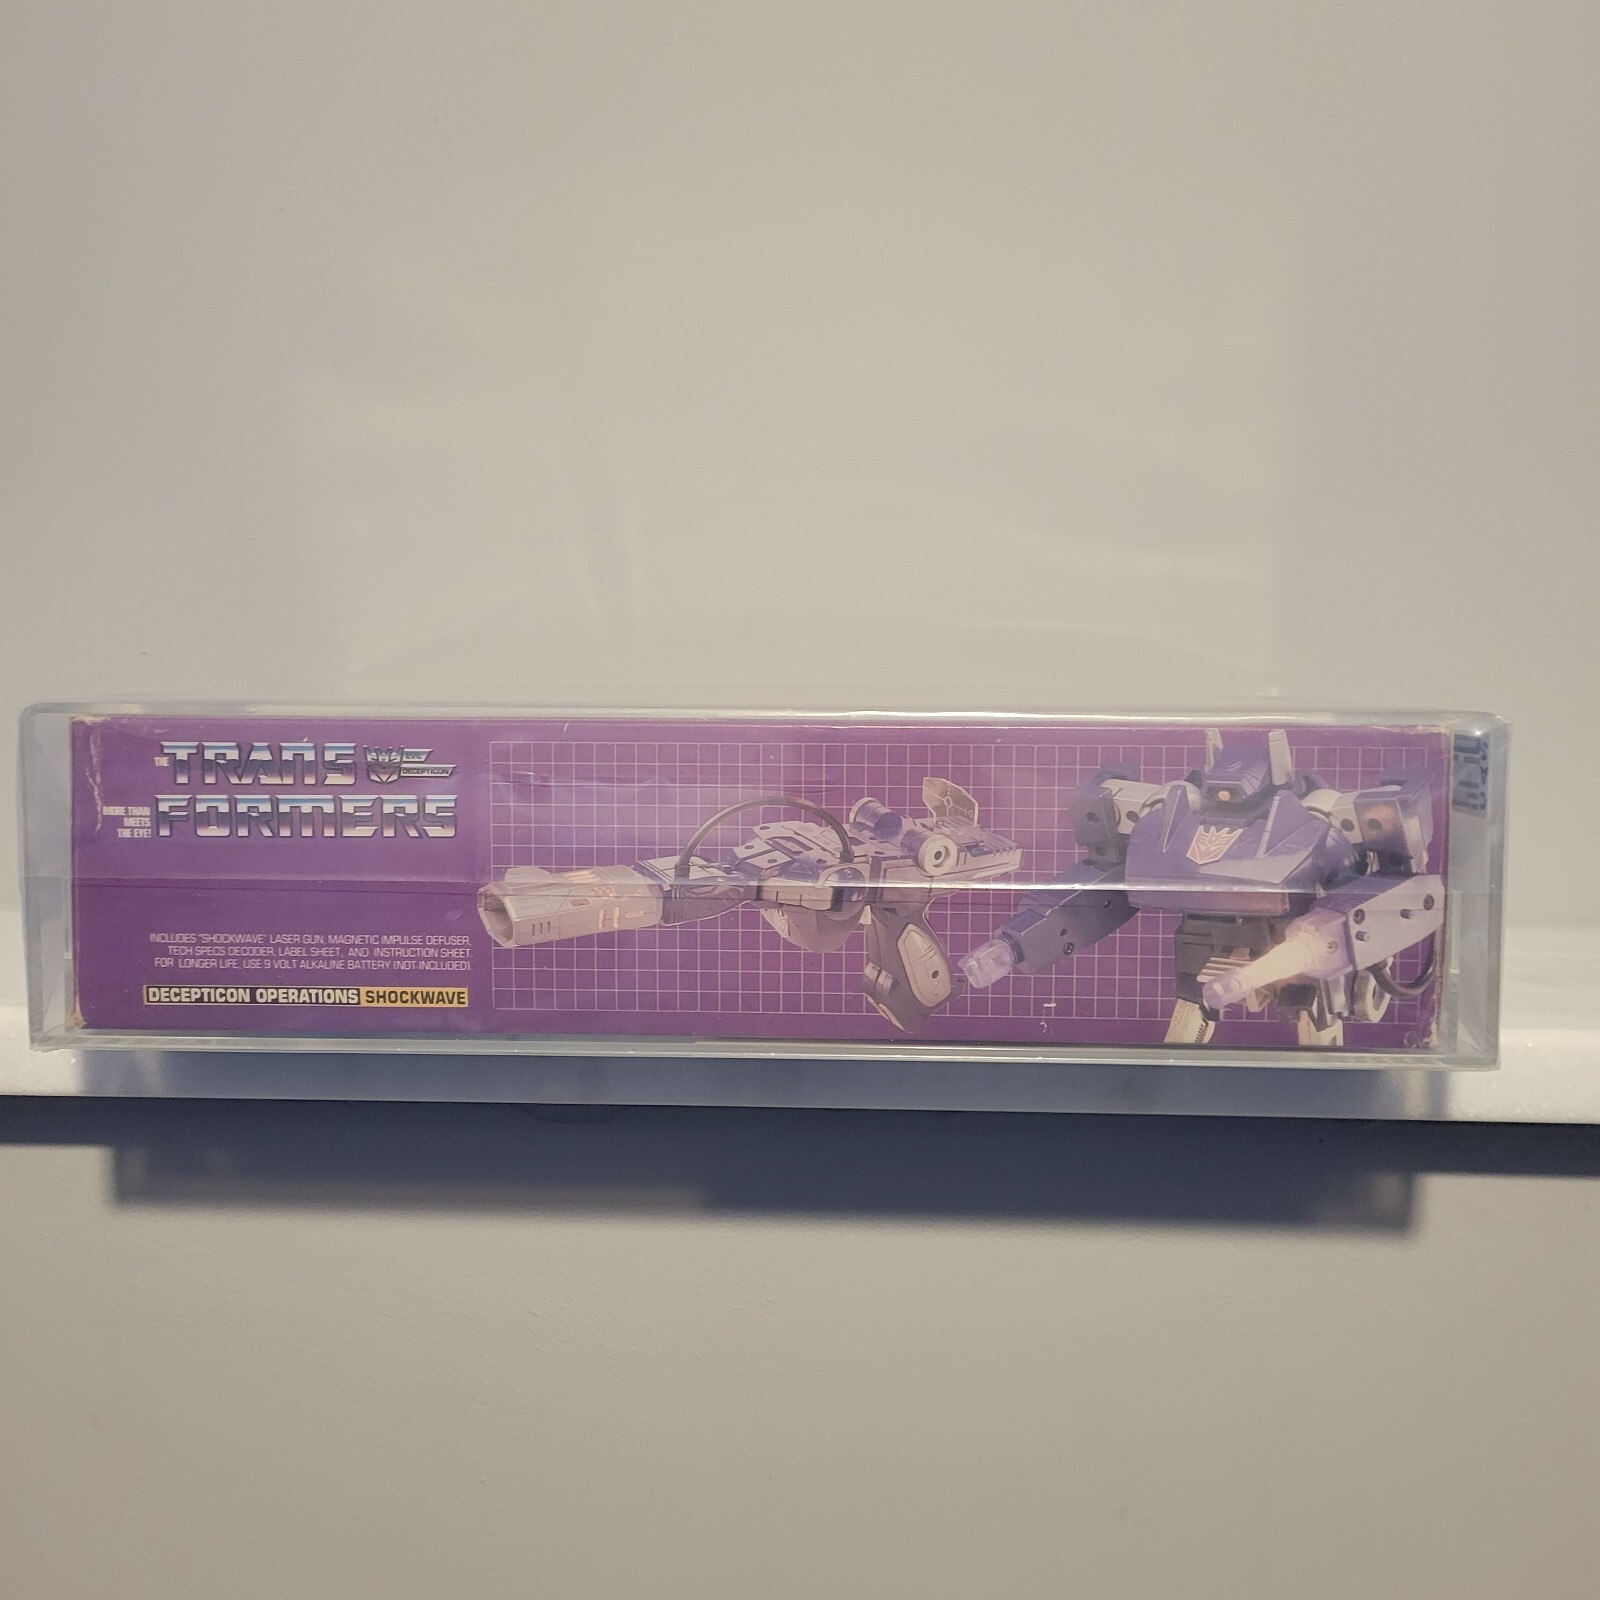 THE TRANS
EVIL
DECEPTICON
FORMERS
MORE THAN
MEETS
THE EYE!
INCLUDES "SHOCKWAVE" LASER GUN, MAGNETIC IMPULSE DEFUSER,
TECH SPECS DECODER, LABEL SHEET, AND INSTRUCTION SHEET.
FOR LONGER LIFE, USE 9 VOLT ALKALINE BATTERY (NOT INCLUDED).
DECEPTICON OPERATIONS SHOCKWAVE